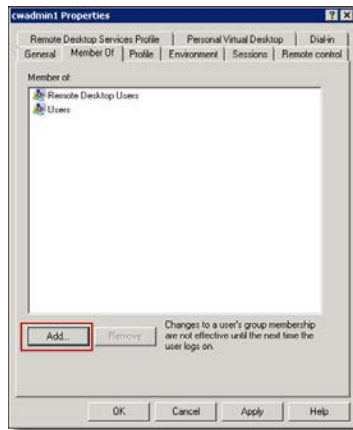 cwadmin1 Properties
Remote Desktop Services Profile
Personal Virtual Desktop
Dial-in
General
Member Of
Profile
Environment
Sessions
Remote control
Member of:
Remote Desktop Users
Users
Add...
Remove
Changes to a user's group membership
are not effective until the next time the
user logs on.
OK
Cancel
Apply
Help